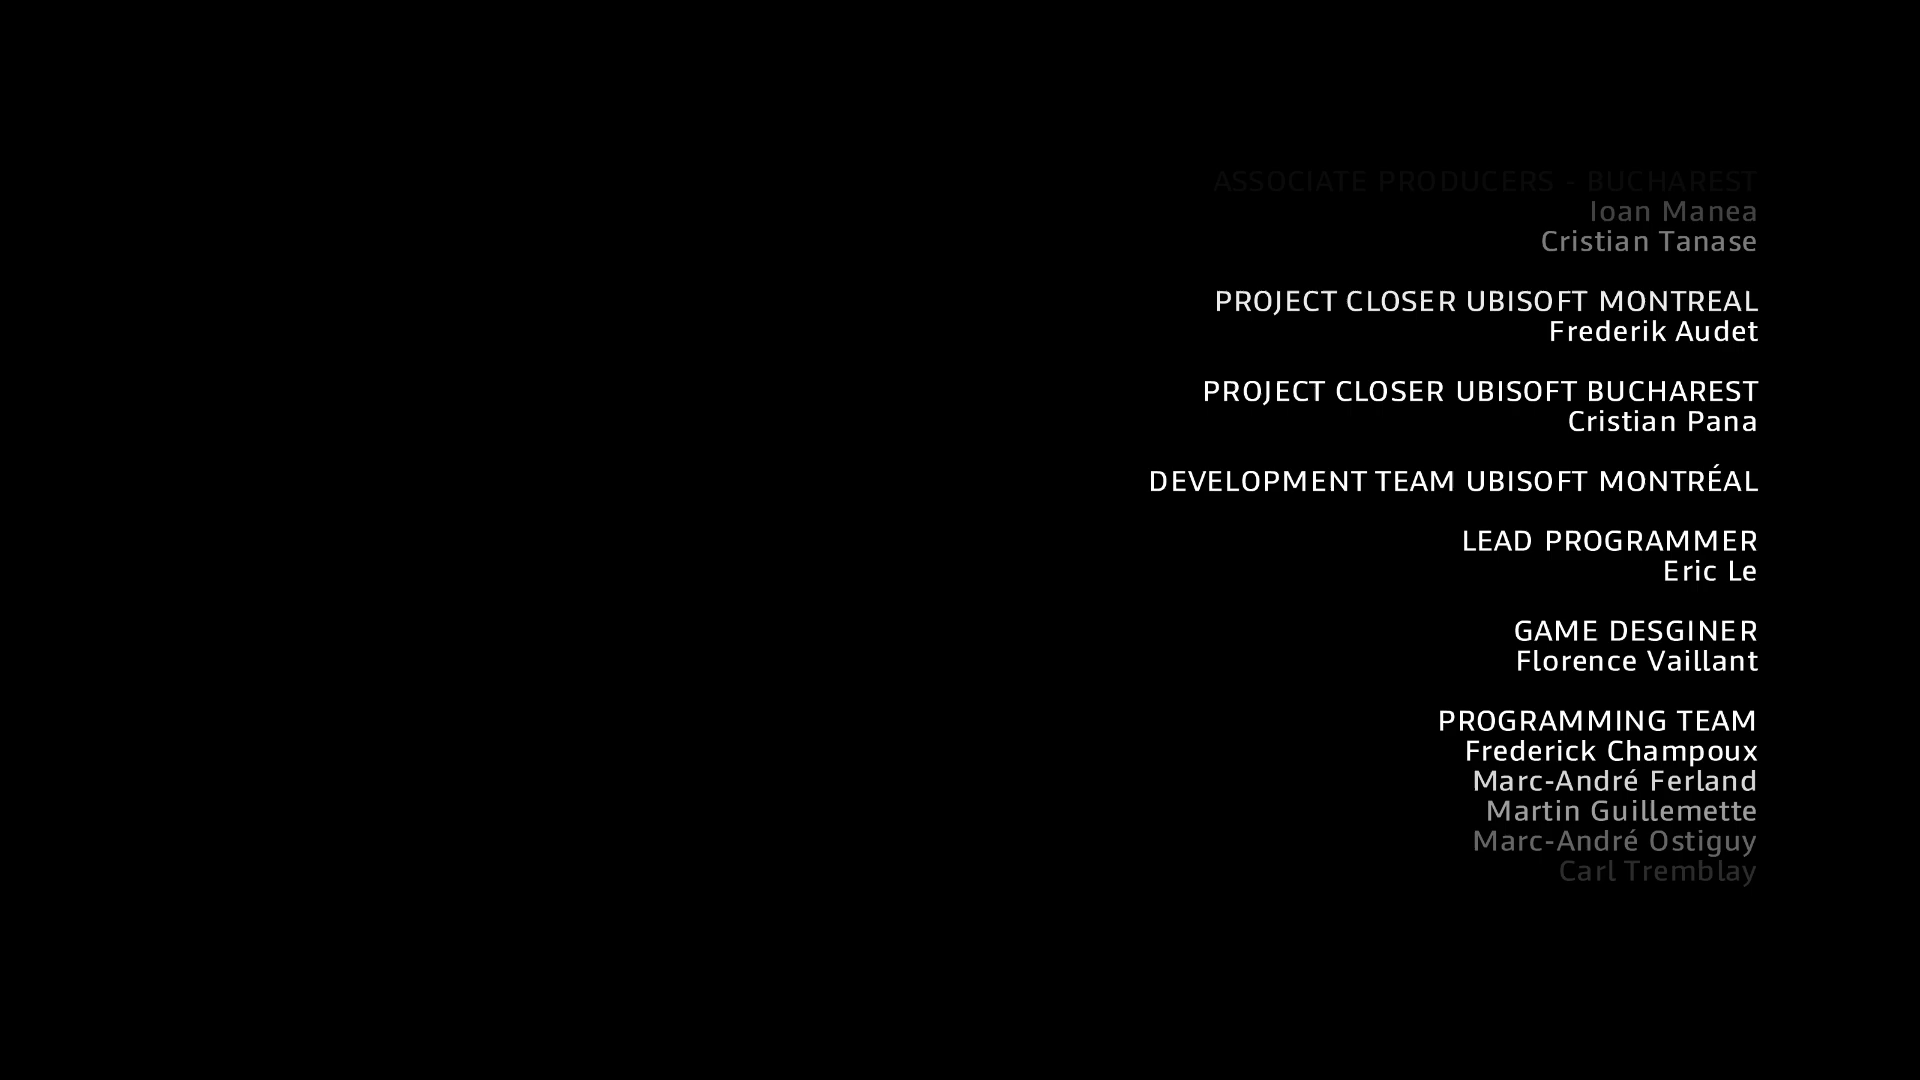 ASSOCIATE PRODUCERS - BUCHAREST
Ioan Manea
Cristian Tanase
PROJECT CLOSER UBISOFT MONTREAL
Frederik Audet
PROJECT CLOSER UBISOFT BUCHAREST
Cristian Pana
DEVELOPMENT TEAM UBISOFT MONTRÉAL
LEAD PROGRAMMER
Eric Le
GAME DESGINER
Florence Vaillant
PROGRAMMING TEAM
Frederick Champoux
Marc-André Ferland
Martin Guillemette
Marc-André Ostiguy
Carl Tremblay